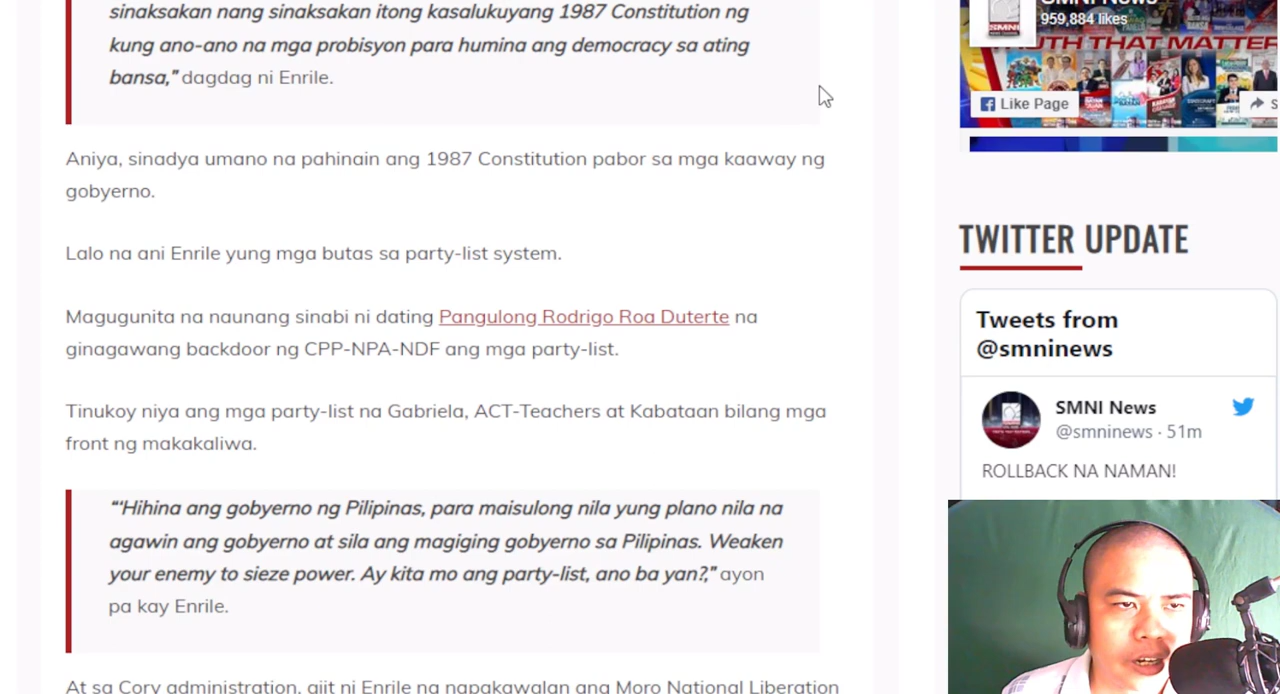 sinaksakan nang sinaksakan itong kasalukuyang 1987 Constitution ng
kung ano-ano na mga probisyon para humina ang democracy sa ating
bansa,” dagdag ni Enrile.
Aniya, sinadya umano na pahinain ang 1987 Constitution pabor sa mga kaaway ng
gobyerno.
Lalo na ani Enrile yung mga butas sa party-list system.
Magugunita na naunang sinabi ni dating Pangulong Rodrigo Roa Duterte na
ginagawang backdoor ng CPP-NPA-NDF ang mga party-list.
Tinukoy niya ang mga party-list na Gabriela, ACT-Teachers at Kabataan bilang mga
front ng makakaliwa.
“‘Hihina ang gobyerno ng Pilipinas, para maisulong nila yung plano nila na
agawin ang gobyerno at sila ang magiging gobyerno sa Pilipinas. Weaken
your enemy to sieze power. Ay kita mo ang party-list, ano ba yan?,” ayon
pa kay Enrile.
At sa Cory administration, giit ni Enrile na napakawalan ang Moro National Liberation
SMNI News
959,884 likes
TRUTH THAT MATTER
Like Page
S
TWITTER UPDATE
Tweets from
@smninews
SMNI News
@smninews · 51m
ROLLBACK NA NAMAN!